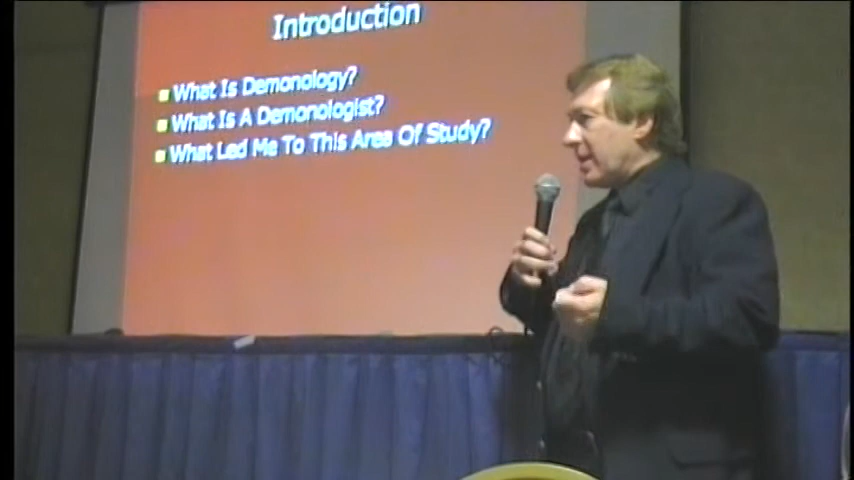 Introduction
What Is Demonology?
What Is A Demonologist?
What Led Me To This Area Of Study?